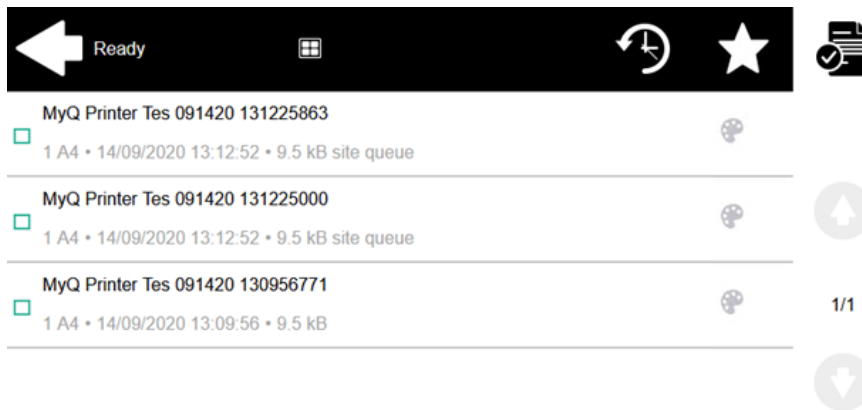 Ready
MyQ Printer Tes 091420 131225863
1 A4 • 14/09/2020 13:12:52 • 9.5 kB site queue
MyQ Printer Tes 091420 131225000
1 A4 • 14/09/2020 13:12:52 • 9.5 kB site queue
MyQ Printer Tes 091420 130956771
1 A4 • 14/09/2020 13:09:56 • 9.5 kB
1/1